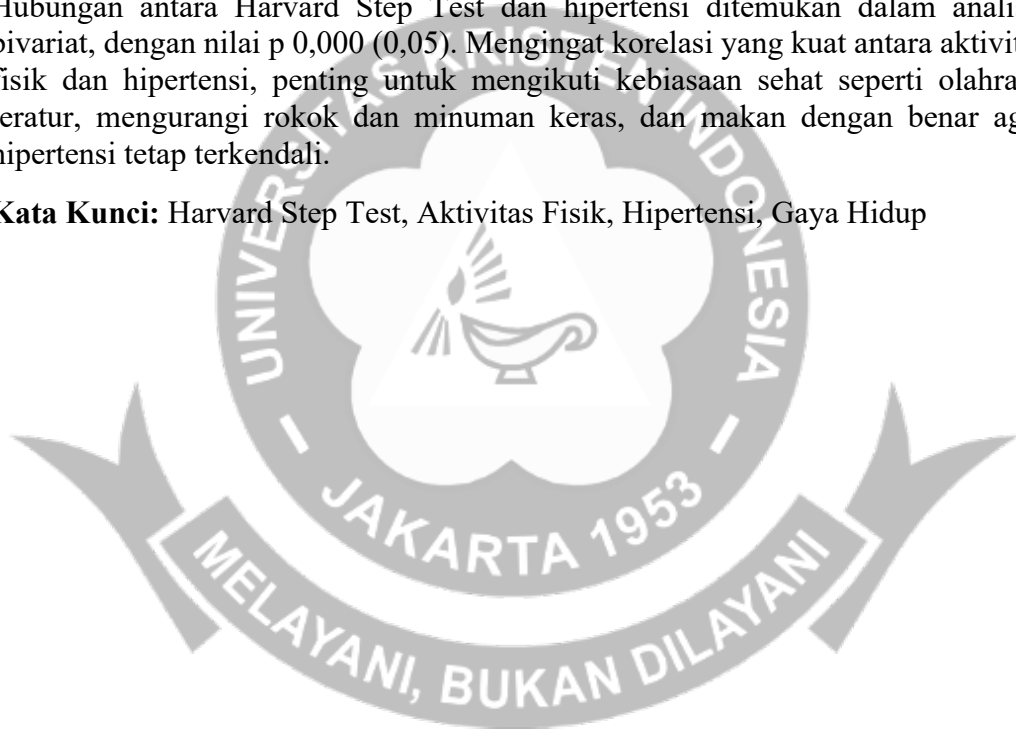 Hubungan antara Harvard Step Test dan hipertensi ditemukan dalam anali
bivariat, dengan nilai p 0,000 (0,05). Mengingat korelasi yang kuat antara aktivit
fisik dan hipertensi, penting untuk mengikuti kebiasaan sehat seperti olahra
teratur, mengurangi rokok dan minuman keras, dan makan dengan benar ag
hipertensi tetap terkendali.
Kata Kunci: Harvard Step Test, Aktivitas Fisik, Hipertensi, Gaya Hidup
UNIVERSITAS KRISTEN INDONESIA
JAKARTA 1953
MELAYANI, BUKAN DILAYANI